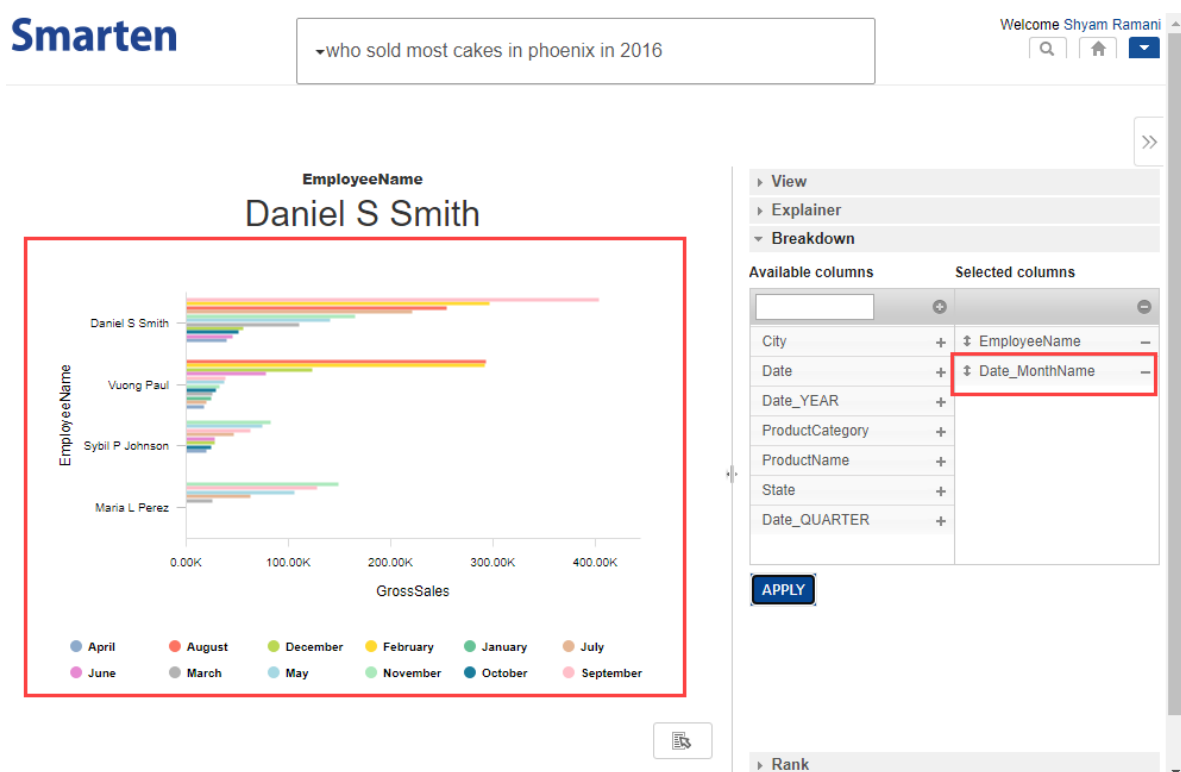 Smarten
who sold most cakes in phoenix in 2016
Welcome Shyam Ramani
EmployeeName
Daniel S Smith
EmployeeName
Daniel S Smith
Vuong Paul
Sybil P Johnson
Maria L Perez
0.00K 100.00K 200.00K 300.00K 400.00K
GrossSales
April August December February January July
June March May November October September
View
Explainer
Breakdown
Available columns Selected columns
City + EmployeeName −
Date + Date_MonthName −
Date_YEAR +
ProductCategory +
ProductName +
State +
Date_QUARTER +
APPLY
Rank